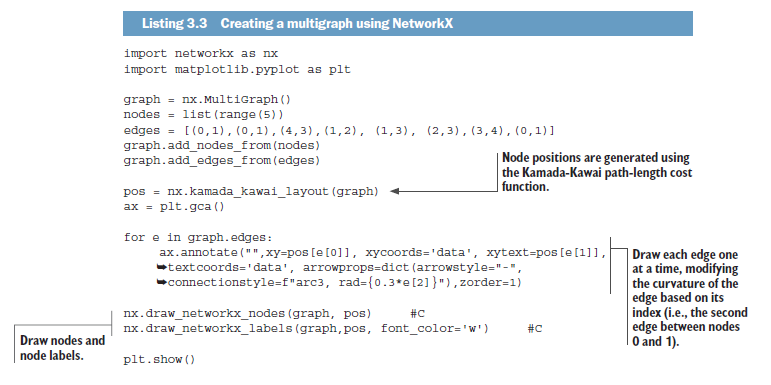 Listing 3.3 Creating a multigraph using NetworkX
import networkx as nx
import matplotlib.pyplot as plt
graph = nx.MultiGraph()
nodes = list(range(5))
edges = [(0,1),(0,1),(4,3),(1,2), (1,3), (2,3),(3,4),(0,1)]
graph.add_nodes_from(nodes)
graph.add_edges_from(edges)
Node positions are generated using
the Kamada-Kawai path-length cost
function.
pos = nx.kamada_kawai_layout(graph)
ax = plt.gca()
for e in graph.edges:
ax.annotate("",xy=pos[e[0]], xycoords='data', xytext=pos[e[1]],
➥textcoords='data', arrowprops=dict(arrowstyle="-",
➥connectionstyle=f"arc3, rad={0.3*e[2]}"),zorder=1)
Draw each edge one
at a time, modifying
the curvature of the
edge based on its
index (i.e., the second
edge between nodes
0 and 1).
nx.draw_networkx_nodes(graph, pos) #C
nx.draw_networkx_labels(graph,pos, font_color='w') #C
Draw nodes and
node labels.
plt.show()